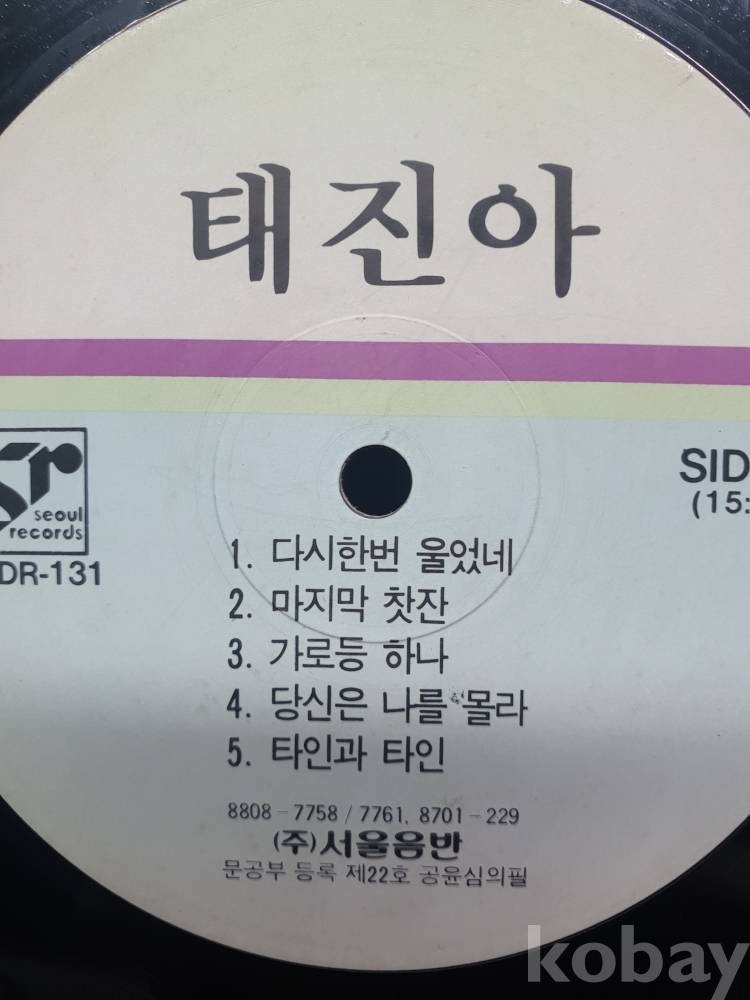 태진아
sr
seoul
records
DR-131
SID
(15:
1. 다시한번 울었네
2. 마지막 찻잔
3. 가로등 하나
4. 당신은 나를 몰라
5. 타인과 타인
8808-7758 / 7761, 8701-229
(주)서울음반
문공부 등록 제22호 공윤심의필
kobay